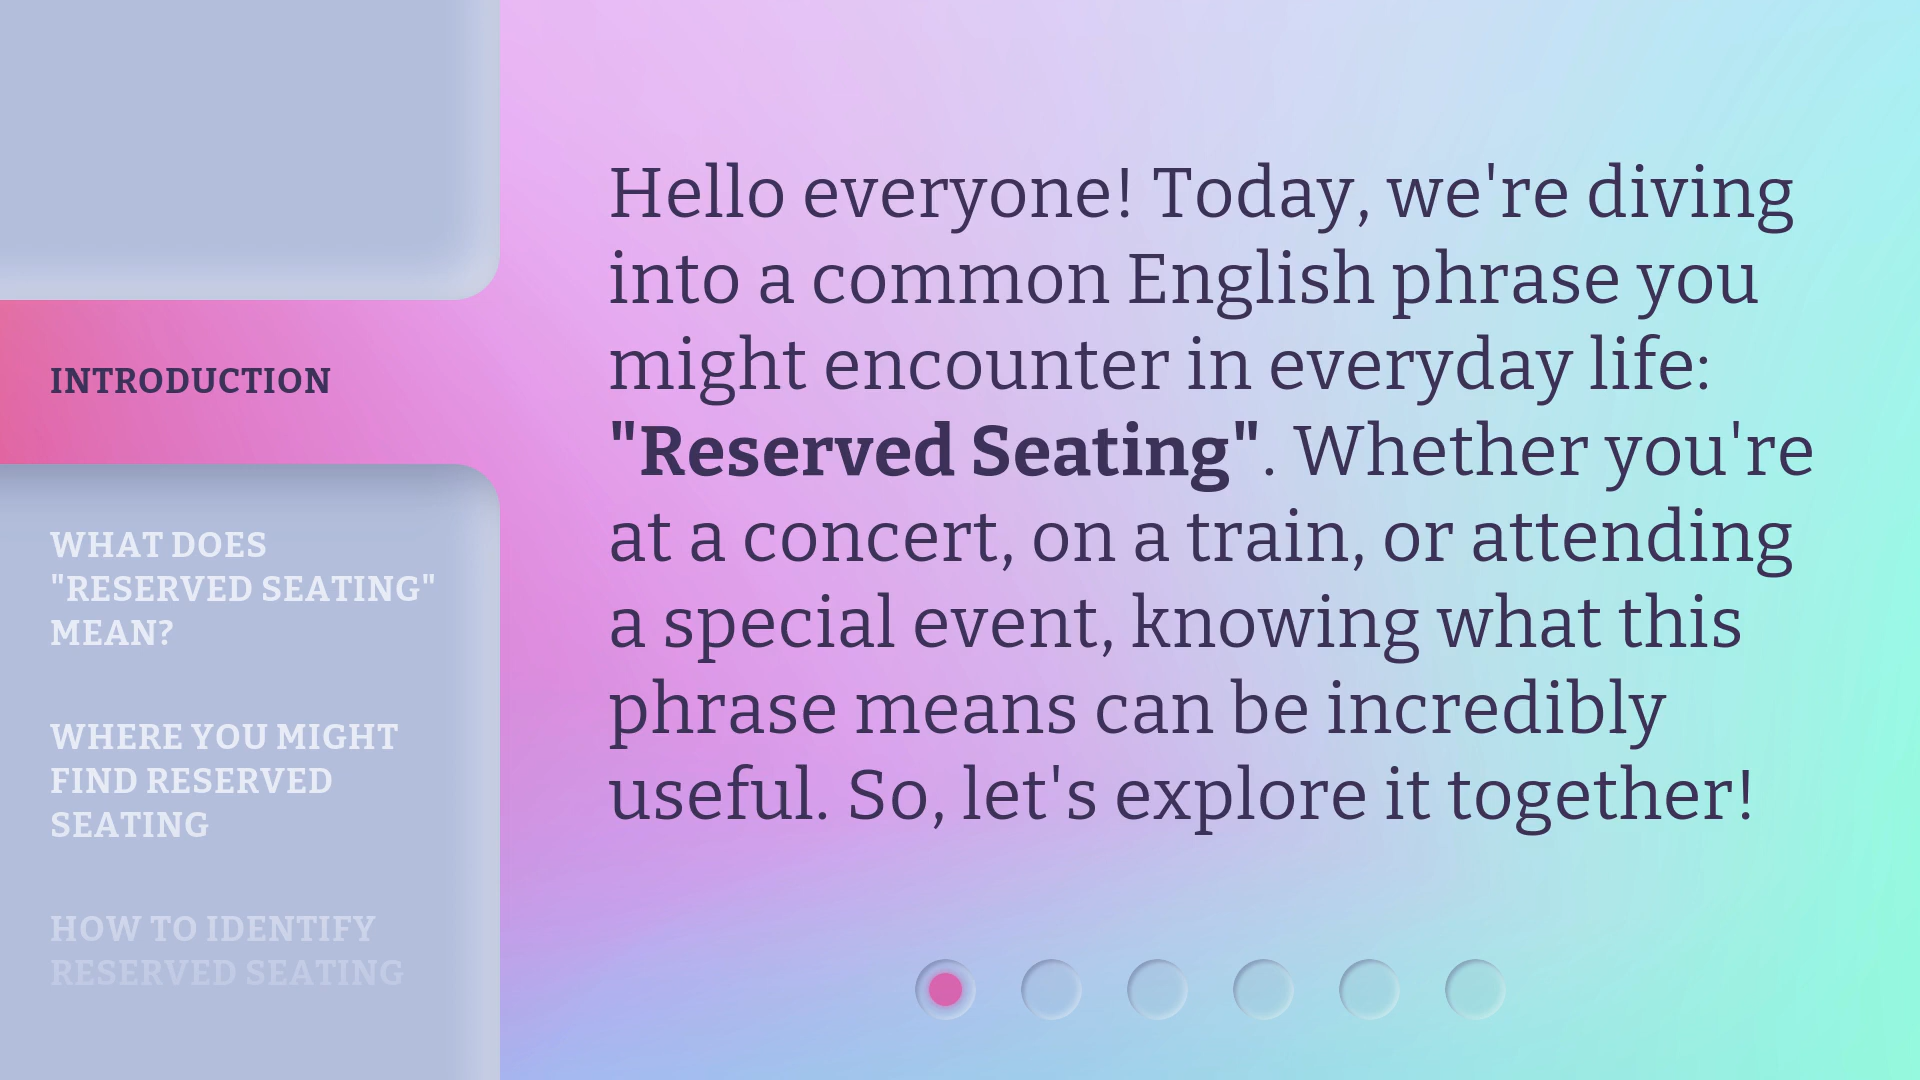 INTRODUCTION
WHAT DOES
"RESERVED SEATING"
MEAN?
WHERE YOU MIGHT
FIND RESERVED
SEATING
HOW TO IDENTIFY
RESERVED SEATING
Hello everyone! Today, we're diving
into a common English phrase you
might encounter in everyday life:
"Reserved Seating". Whether you're
at a concert, on a train, or attending
a special event, knowing what this
phrase means can be incredibly
useful. So, let's explore it together!